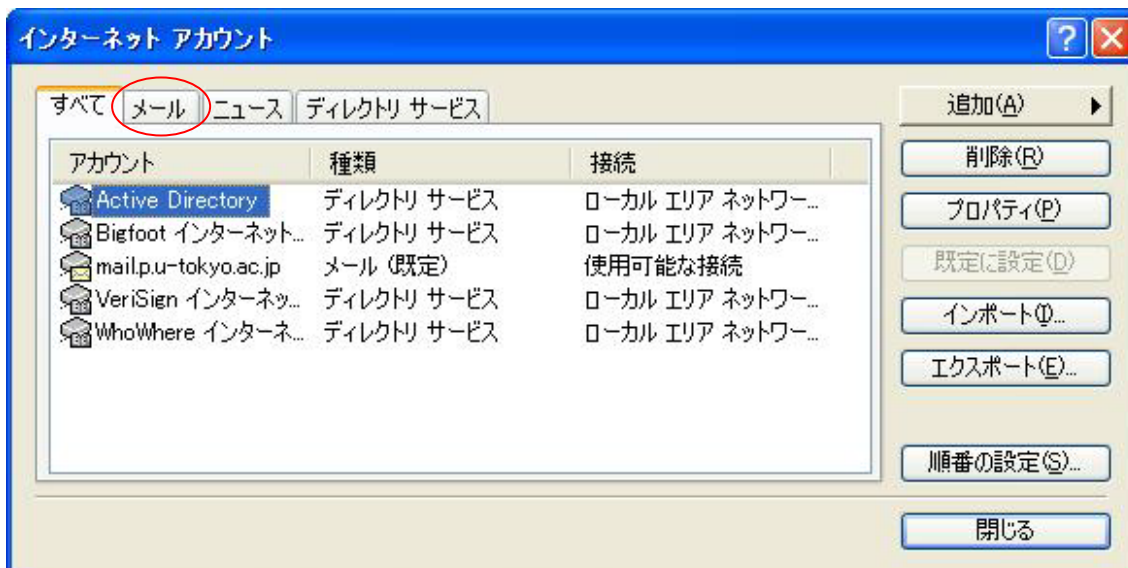 インターネット アカウント
すべて メール ニュース ディレクトリ サービス
アカウント 種類 接続
Active Directory ディレクトリ サービス ローカル エリア ネットワー...
Bigfoot インターネット... ディレクトリ サービス ローカル エリア ネットワー...
mail.p.u-tokyo.ac.jp メール (既定) 使用可能な接続
VeriSign インターネッ... ディレクトリ サービス ローカル エリア ネットワー...
WhoWhere インターネ... ディレクトリ サービス ローカル エリア ネットワー...
追加(A)
削除(R)
プロパティ(P)
既定に設定(D)
インポート(I)...
エクスポート(E)...
順番の設定(S)...
閉じる